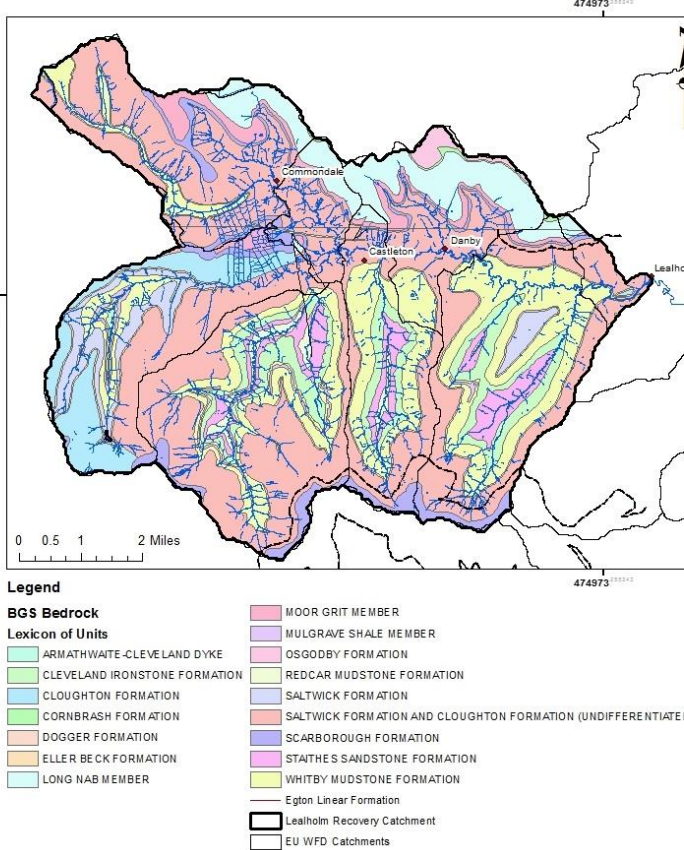 474973
Commondale
Danby
Castleton
0 0.5 1 2 Miles
474973
Legend
BGS Bedrock
Lexicon of Units
ARMATHWAITE-CLEVELAND DYKE
CLEVELAND IRONSTONE FORMATION
CLOUGHTON FORMATION
CORNBRASH FORMATION
DOGGER FORMATION
ELLER BECK FORMATION
LONG NAB MEMBER
MOOR GRIT MEMBER
MULGRAVE SHALE MEMBER
OSGODBY FORMATION
REDCAR MUDSTONE FORMATION
SALTWICK FORMATION
SALTWICK FORMATION AND CLOUGHTON FORMATION (UNDIFFERENTIATE
SCARBOROUGH FORMATION
STAITHES SANDSTONE FORMATION
WHITBY MUDSTONE FORMATION
Egton Linear Formation
Lealholm Recovery Catchment
EU WFD Catchments